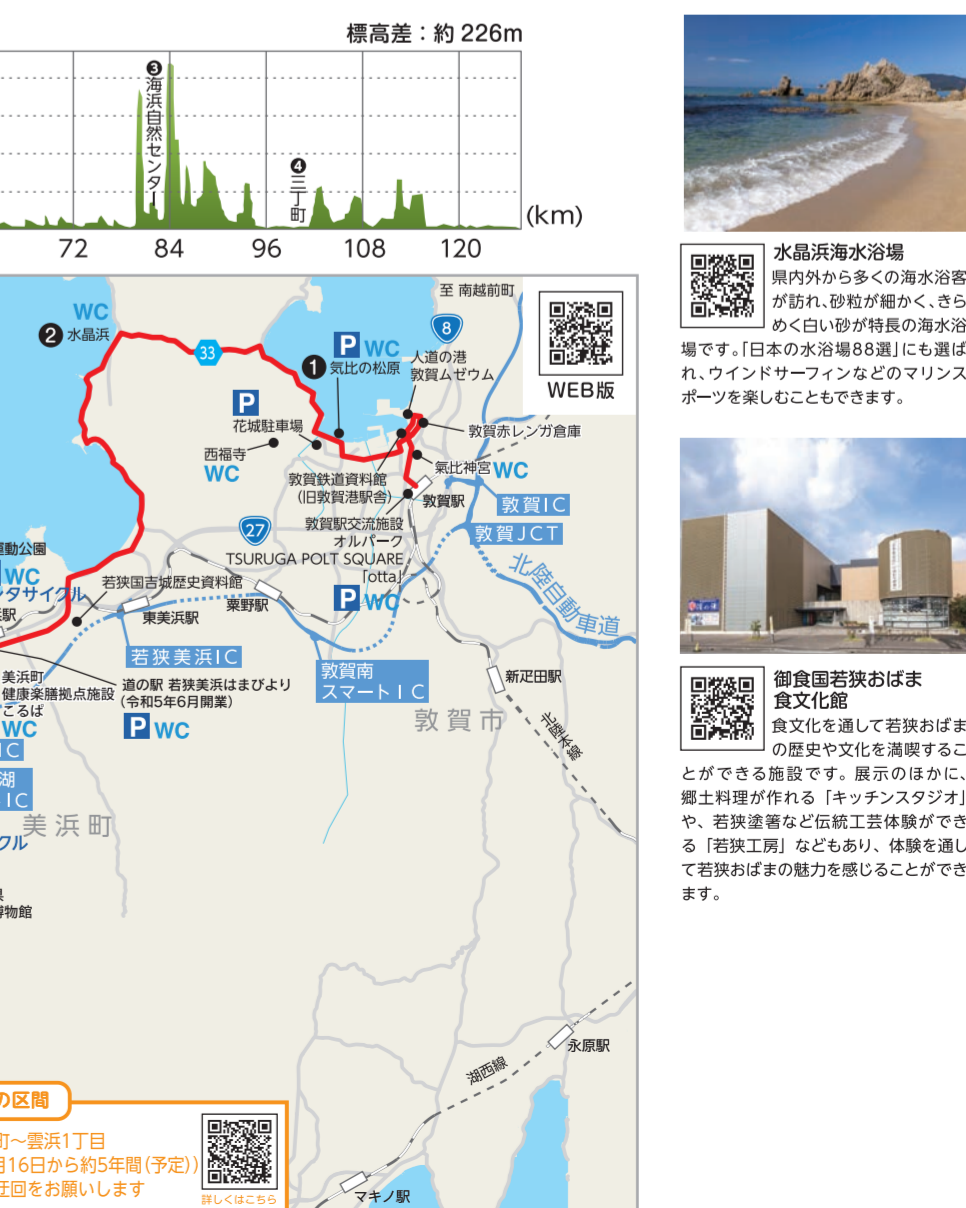 標高差：約 226m
❸海浜自然センター
❹三丁町
(km)
72
84
96
108
120
至 南越前町
WC
❷ 水晶浜
33
8
P WC
❶ 気比の松原
人道の港
敦賀ムゼウム
WEB版
P
花城駐車場
敦賀赤レンガ倉庫
西福寺
WC
氣比神宮 WC
敦賀鉄道資料館
(旧敦賀港駅舎)
敦賀駅
敦賀IC
27
敦賀駅交流施設
オルパーク
敦賀JCT
TSURUGA POLT SQUARE
「otta」
P WC
北陸自動車道
運動公園
WC
ンタサイクル
駅
若狭国吉城歴史資料館
東美浜駅
粟野駅
若狭美浜IC
敦賀南
スマートＩＣ
新疋田駅
美浜町
健康楽膳拠点施設
こるぱ
WC
道の駅 若狭美浜はまびより
(令和5年6月開業)
P WC
敦賀市
北陸本線
IC
湖
IC
美浜町
クル
博物館
永原駅
湖西線
マキノ駅
の区間
町～雲浜1丁目
月16日から約5年間(予定))
迂回をお願いします
詳しくはこちら
水晶浜海水浴場
県内外から多くの海水浴客
が訪れ、砂粒が細かく、きら
めく白い砂が特長の海水浴
場です。「日本の水浴場88選」にも選ば
れ、ウインドサーフィンなどのマリンス
ポーツを楽しむこともできます。
御食国若狭おばま
食文化館
食文化を通して若狭おばま
の歴史や文化を満喫するこ
とができる施設です。展示のほかに、
郷土料理が作れる「キッチンスタジオ」
や、若狭塗箸など伝統工芸体験ができ
る「若狭工房」などもあり、体験を通し
て若狭おばまの魅力を感じることができ
ます。